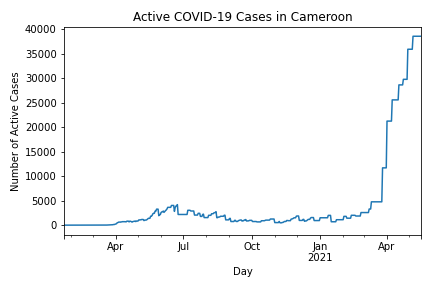 Active COVID-19 Cases in Cameroon
Number of Active Cases
40000
35000
30000
25000
20000
15000
10000
5000
0
Apr
Jul
Oct
Jan
2021
Apr
Day